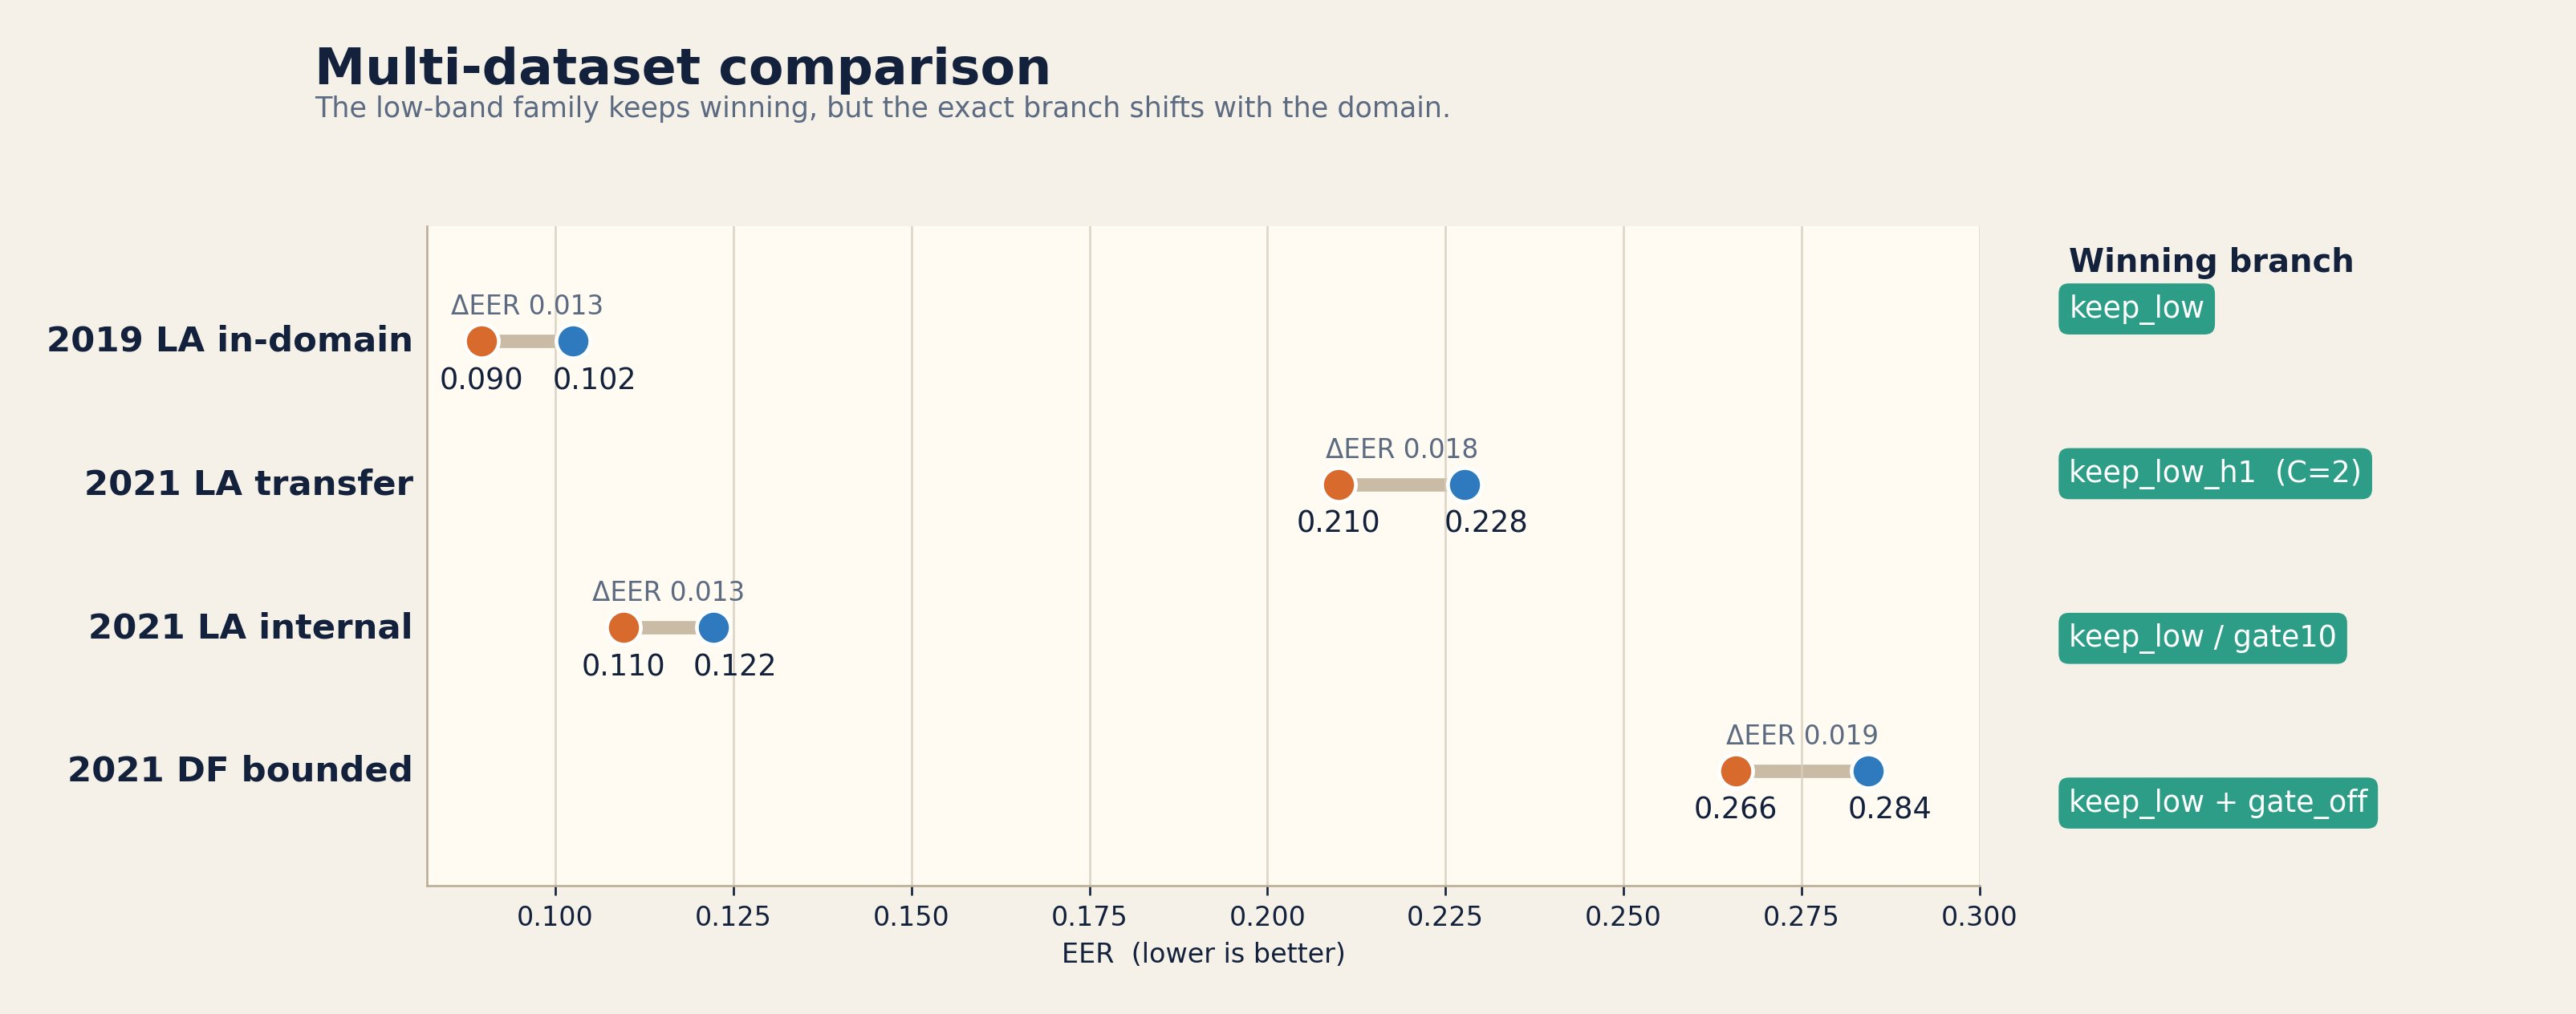 Multi-dataset comparison
The low-band family keeps winning, but the exact branch shifts with the domain.
Winning branch
2019 LA in-domain
ΔEER 0.013
0.090
0.102
keep_low
2021 LA transfer
ΔEER 0.018
0.210
0.228
keep_low_h1  (C=2)
2021 LA internal
ΔEER 0.013
0.110
0.122
keep_low / gate10
2021 DF bounded
ΔEER 0.019
0.266
0.284
keep_low + gate_off
0.100 0.125 0.150 0.175 0.200 0.225 0.250 0.275 0.300
EER  (lower is better)